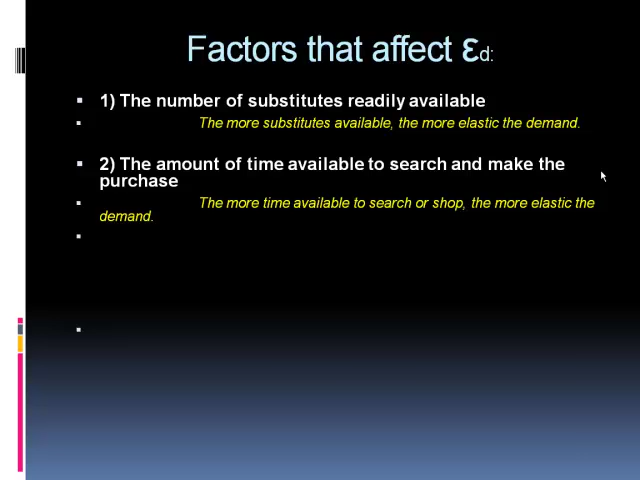 Factors that affect εd:
1) The number of substitutes readily available
The more substitutes available, the more elastic the demand.
2) The amount of time available to search and make the
purchase
The more time available to search or shop, the more elastic the
demand.